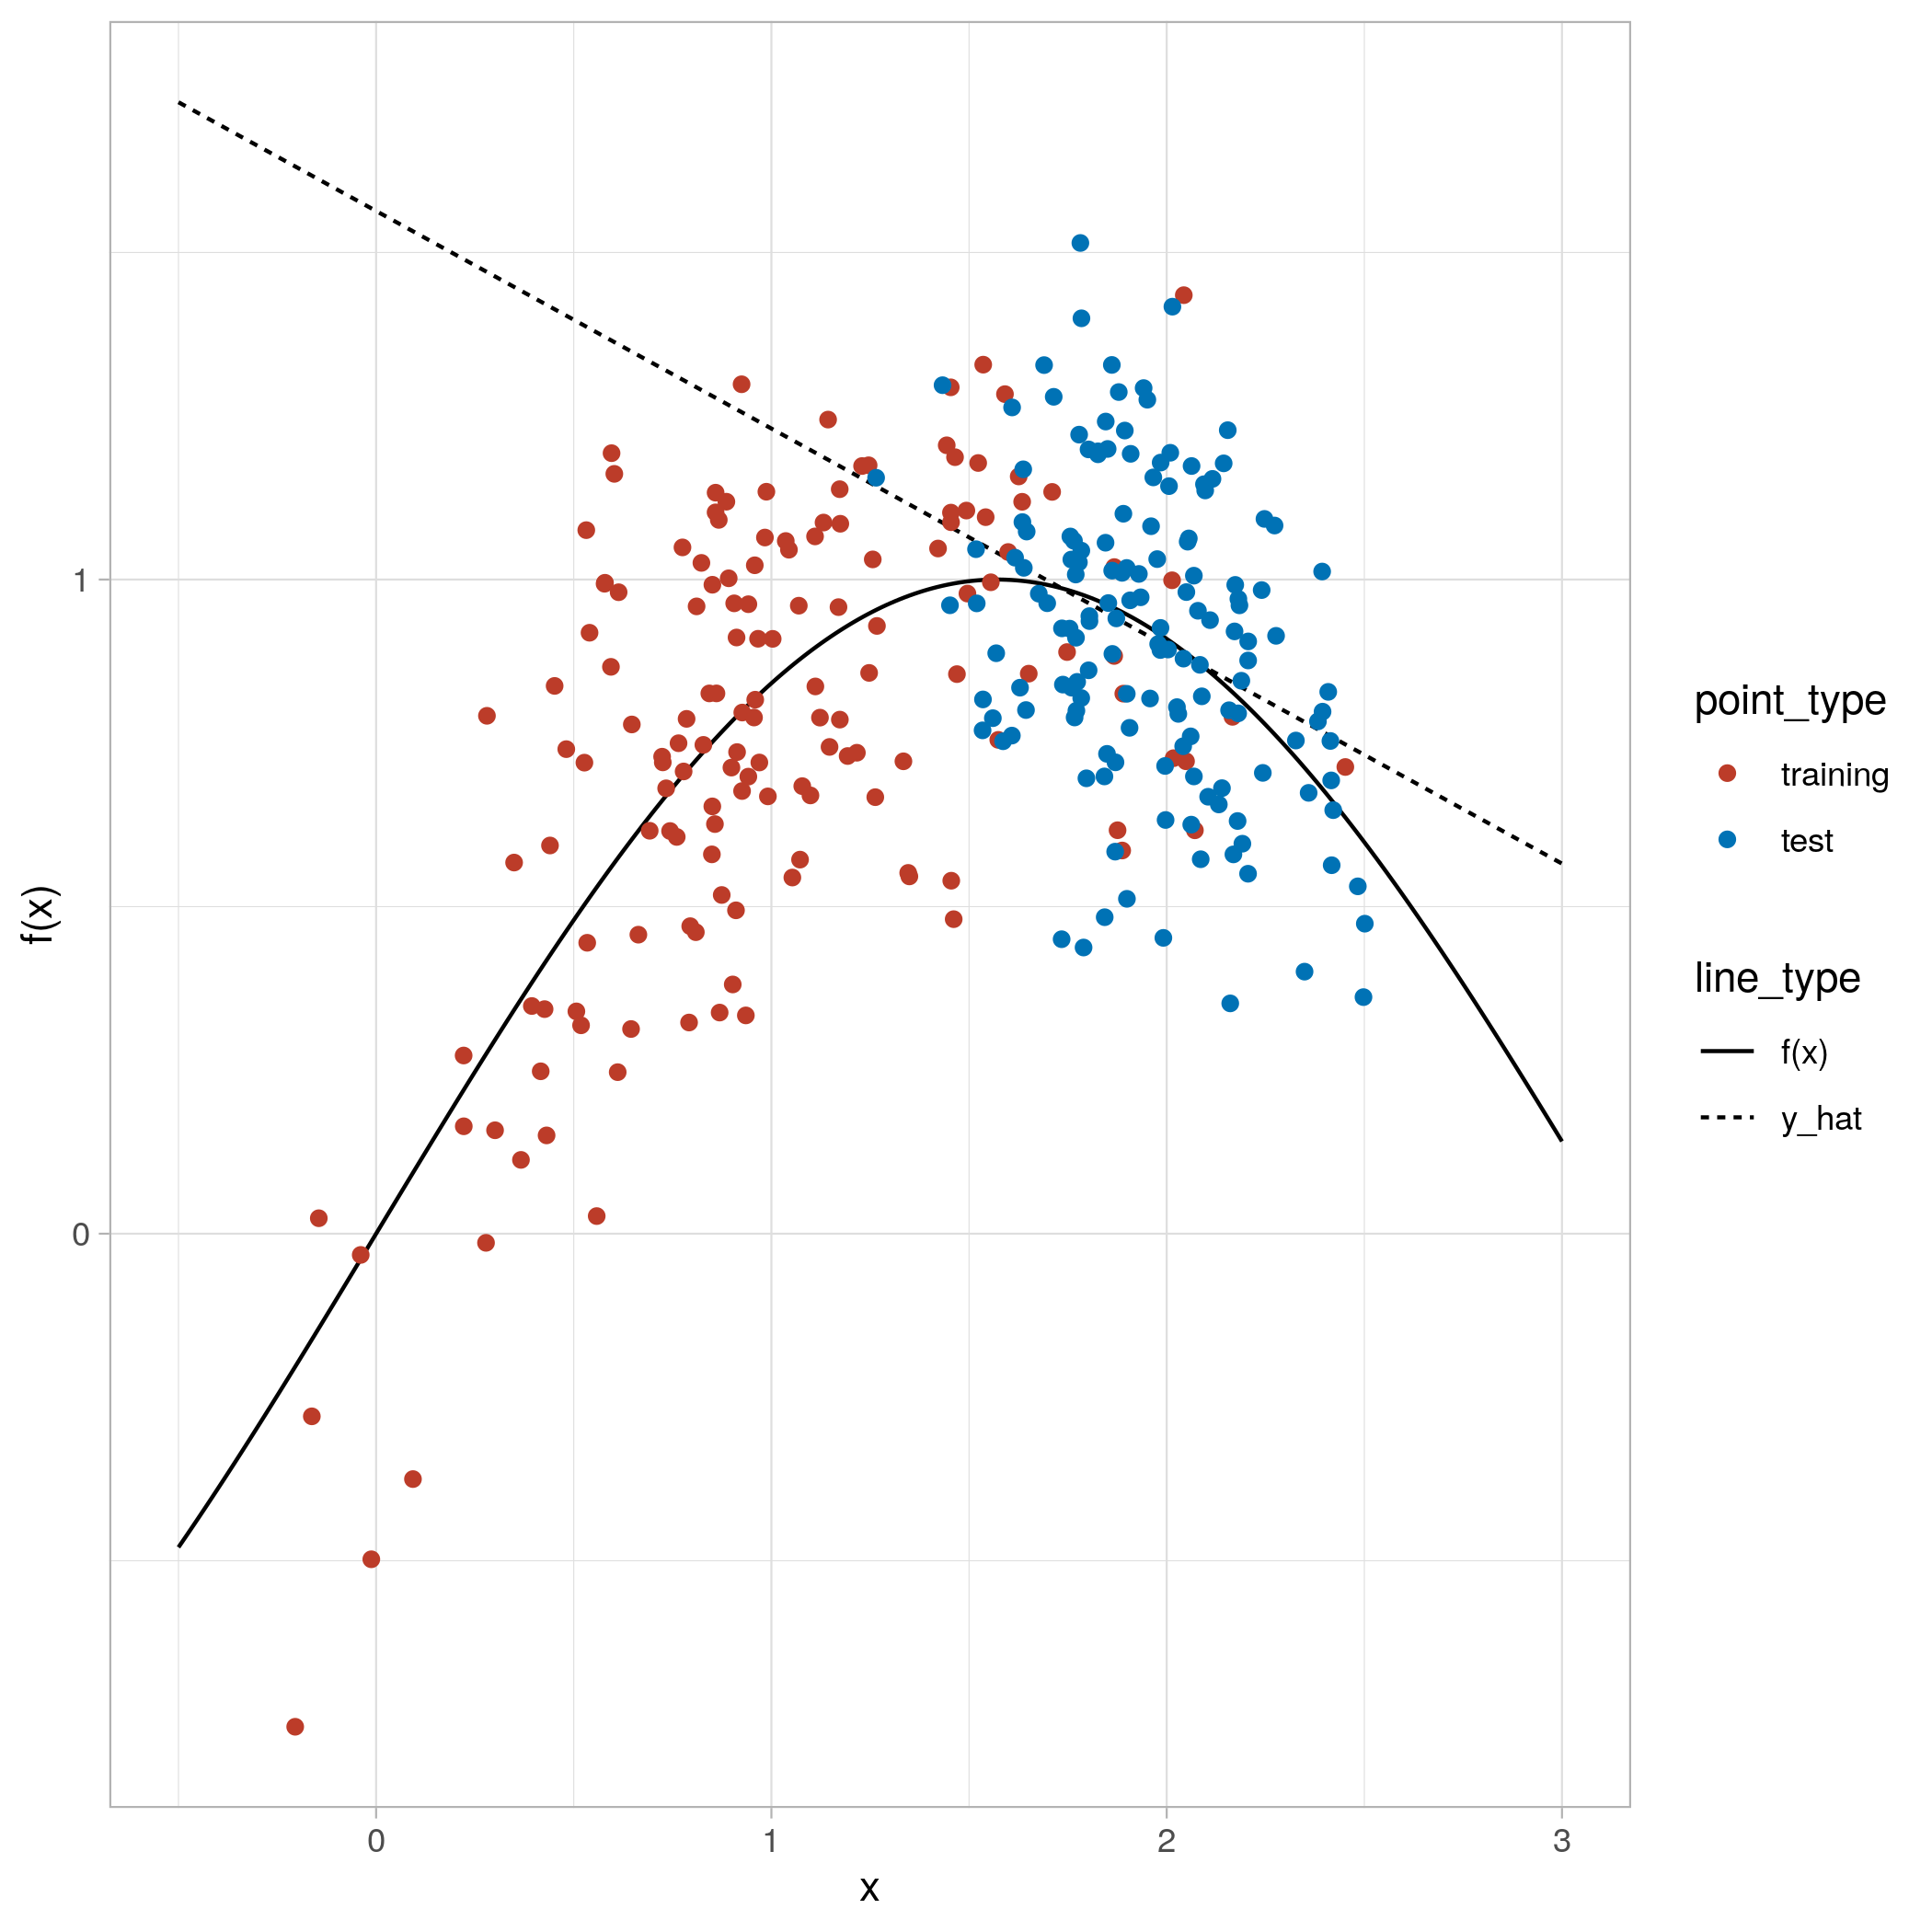 f(x)
1
0
0 1 2 3
x
point_type
training
test
line_type
f(x)
y_hat